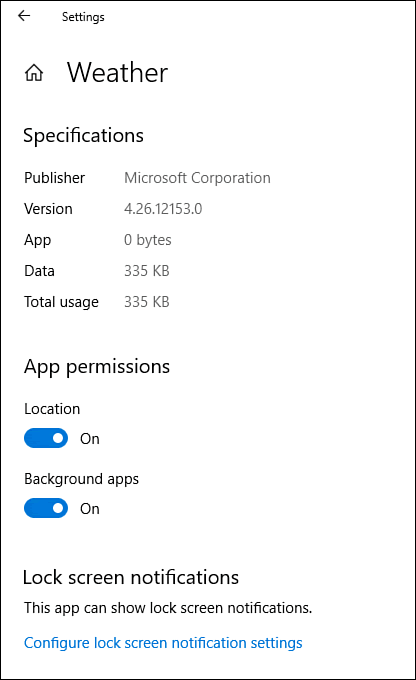 Settings
Weather
Specifications
Publisher Microsoft Corporation
Version 4.26.12153.0
App 0 bytes
Data 335 KB
Total usage 335 KB
App permissions
Location
On
Background apps
On
Lock screen notifications
This app can show lock screen notifications.
Configure lock screen notification settings